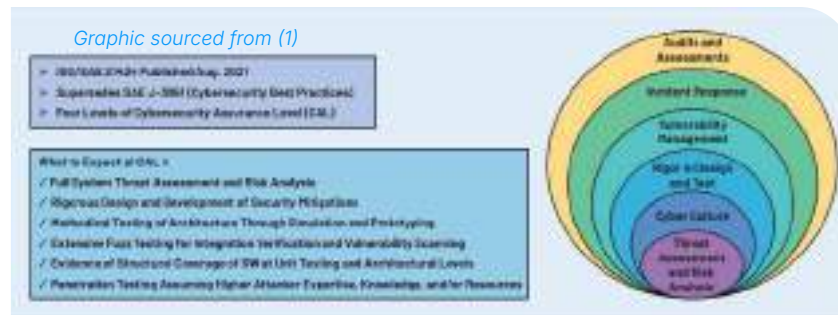 Graphic sourced from (1)
ISO/SAE 21434 Published Aug. 2021
Supersedes SAE J-3061 (Cybersecurity Best Practices)
Four Levels of Cybersecurity Assurance Level (CAL)
What to Expect at CAL
✓ Full System Threat Assessment and Risk Analysis
✓ Rigorous Design and Development of Security Mitigations
✓ Methodical Testing of Architecture Through Simulation and Prototyping
✓ Extensive Fuzz Testing for Integration Verification and Vulnerability Scanning
✓ Evidence of Structural Coverage of SW at Unit Testing and Architectural Levels
✓ Penetration Testing Assuming Higher Attacker Expertise, Knowledge, and/or Resources
Audits and
Assessments
Incident Response
Vulnerability
Management
Rigor in Design
and Test
Cyber Culture
Threat
Assessment
and Risk
Analysis